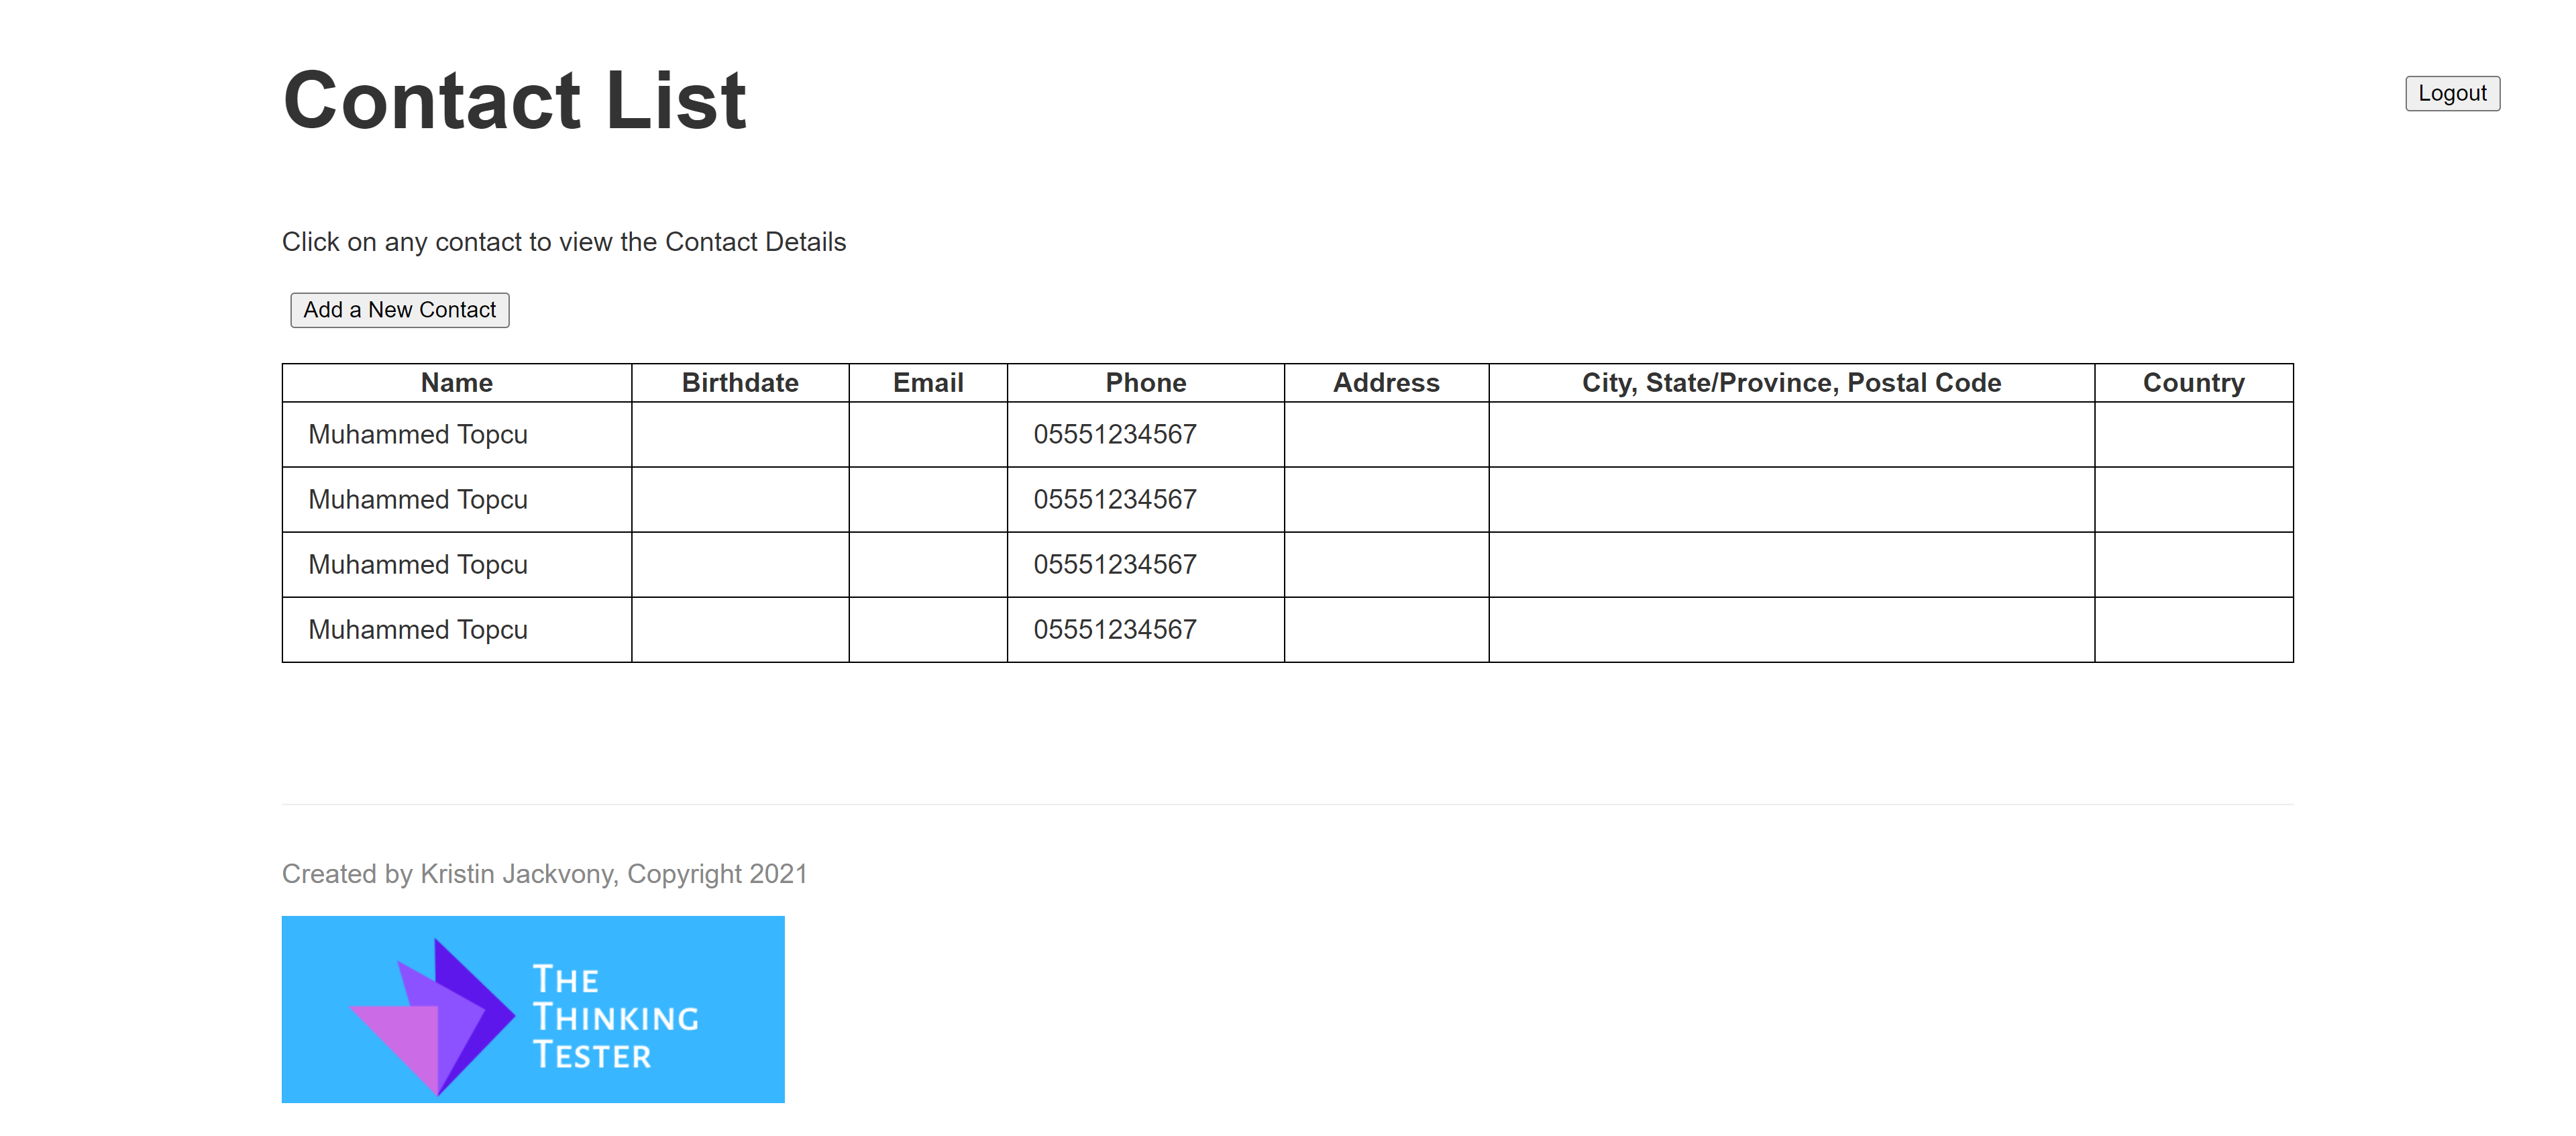 Contact List
Logout
Click on any contact to view the Contact Details
Add a New Contact
Name Birthdate Email Phone Address City, State/Province, Postal Code Country
Muhammed Topcu 05551234567
Muhammed Topcu 05551234567
Muhammed Topcu 05551234567
Muhammed Topcu 05551234567
Created by Kristin Jackvony, Copyright 2021
THE
THINKING
TESTER